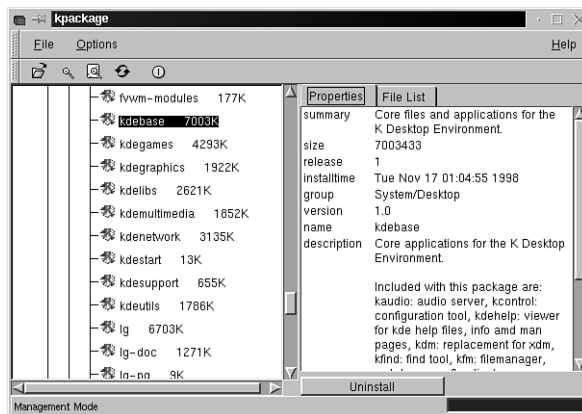 kpackage
File Options Help
fvwm-modules 177K
kdebase 7003K
kdegames 4293K
kdegraphics 1922K
kdelibs 2621K
kdemultimedia 1852K
kdenetwork 3135K
kdestart 13K
kdesupport 655K
kdeutils 1786K
lg 6703K
lg-doc 1271K
lg-ng 9K
Properties File List
summary Core files and applications for the
K Desktop Environment.
size 7003433
release 1
installtime Tue Nov 17 01:04:55 1998
group System/Desktop
version 1.0
name kdebase
description Core applications for the K Desktop
Environment.
Included with this package are:
kaudio: audio server, kcontrol:
configuration tool, kdehelp: viewer
for kde help files, info amd man
pages, kdm: replacement for xdm,
kfind: find tool, kfm: filemanager,
Uninstall
Management Mode